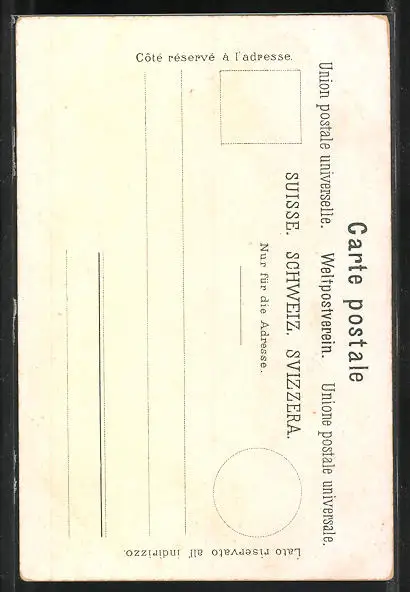 Carte postale
Union postale universelle. Weltpostverein. Unione postale universale.
SUISSE. SCHWEIZ. SVIZZERA.
Nur für die Adresse.
Côté réservé à l'adresse.
Lato riservato all' indirizzo.